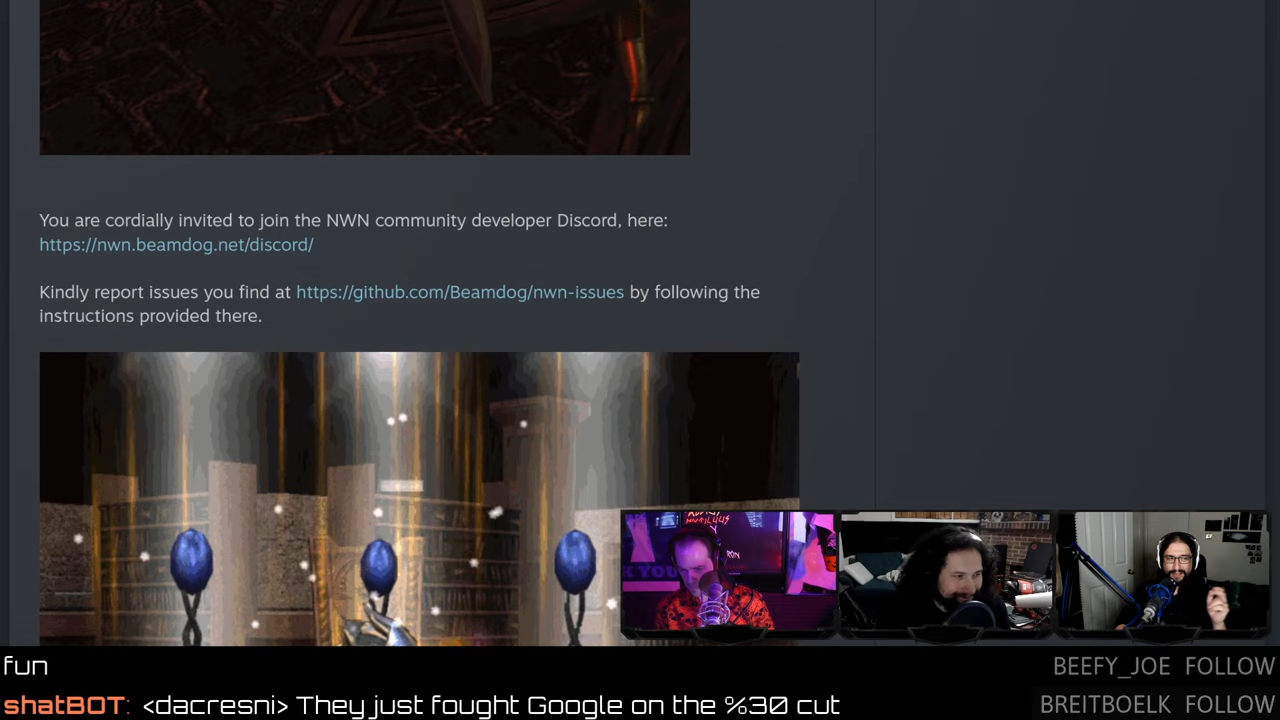 You are cordially invited to join the NWN community developer Discord, here:
https://nwn.beamdog.net/discord/
Kindly report issues you find at https://github.com/Beamdog/nwn-issues by following the
instructions provided there.
fun
shatBOT: <dacresni> They just fought Google on the %30 cut
BEEFY_JOE FOLLOW
BREITBOELK FOLLOW